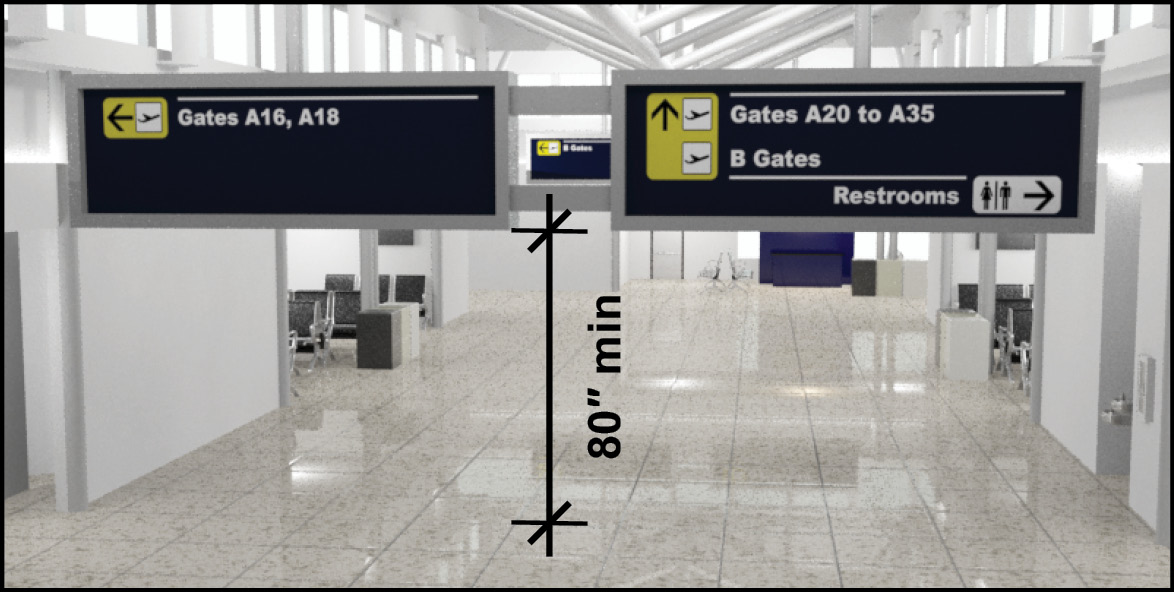 Gates A16, A18
B Gates
Gates A20 to A35
B Gates
Restrooms
80” min